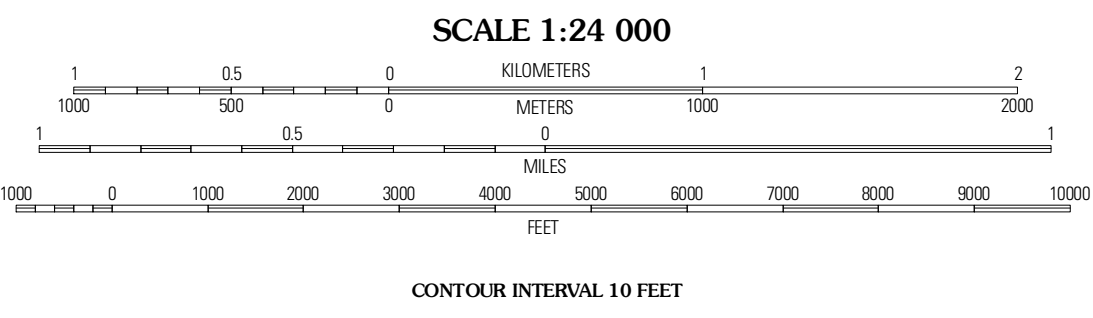 SCALE 1:24 000
1 0.5 0 KILOMETERS 1 2
1000 500 0 METERS 1000 2000
1 0.5 0 1
MILES
1000 0 1000 2000 3000 4000 5000 6000 7000 8000 9000 10000
FEET
CONTOUR INTERVAL 10 FEET